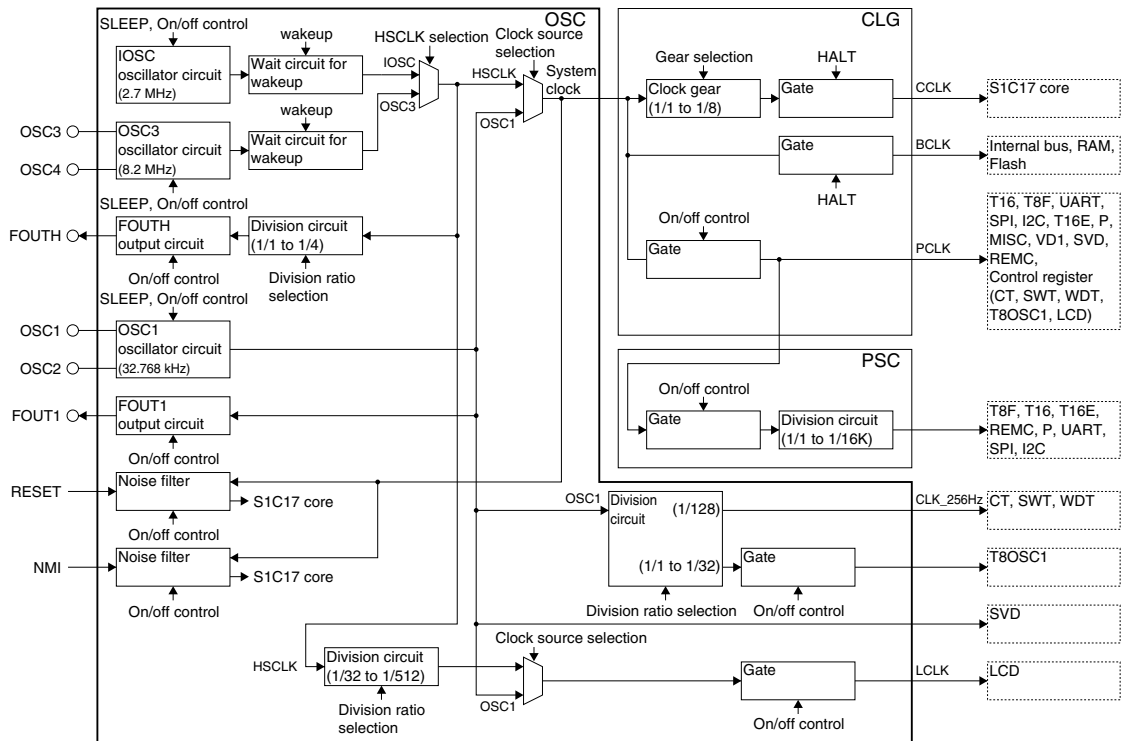 OSC
SLEEP, On/off control
IOSC
oscillator circuit
(2.7 MHz)
wakeup
Wait circuit for
wakeup
HSCLK selection
IOSC
OSC3
HSCLK
Clock source
selection
System
clock
OSC1
OSC3
OSC4
OSC3
oscillator circuit
(8.2 MHz)
wakeup
Wait circuit for
wakeup
SLEEP, On/off control
FOUTH
FOUTH
output circuit
On/off control
Division circuit
(1/1 to 1/4)
Division ratio
selection
SLEEP, On/off control
OSC1
OSC2
OSC1
oscillator circuit
(32.768 kHz)
FOUT1
FOUT1
output circuit
On/off control
RESET
Noise filter
S1C17 core
On/off control
NMI
Noise filter
S1C17 core
On/off control
HSCLK
Division circuit
(1/32 to 1/512)
Division ratio
selection
Clock source selection
OSC1
OSC1
Division
circuit
(1/128)
(1/1 to 1/32)
Division ratio selection
Gate
On/off control
Gate
On/off control
CLG
Gear selection
Clock gear
(1/1 to 1/8)
HALT
Gate
CCLK
S1C17 core
Gate
HALT
BCLK
Internal bus, RAM,
Flash
On/off control
Gate
PCLK
T16, T8F, UART,
SPI, I2C, T16E, P,
MISC, VD1, SVD,
REMC,
Control register
(CT, SWT, WDT,
T8OSC1, LCD)
PSC
On/off control
Gate
Division circuit
(1/1 to 1/16K)
T8F, T16, T16E,
REMC, P, UART,
SPI, I2C
CLK_256Hz
CT, SWT, WDT
T8OSC1
SVD
LCLK
LCD